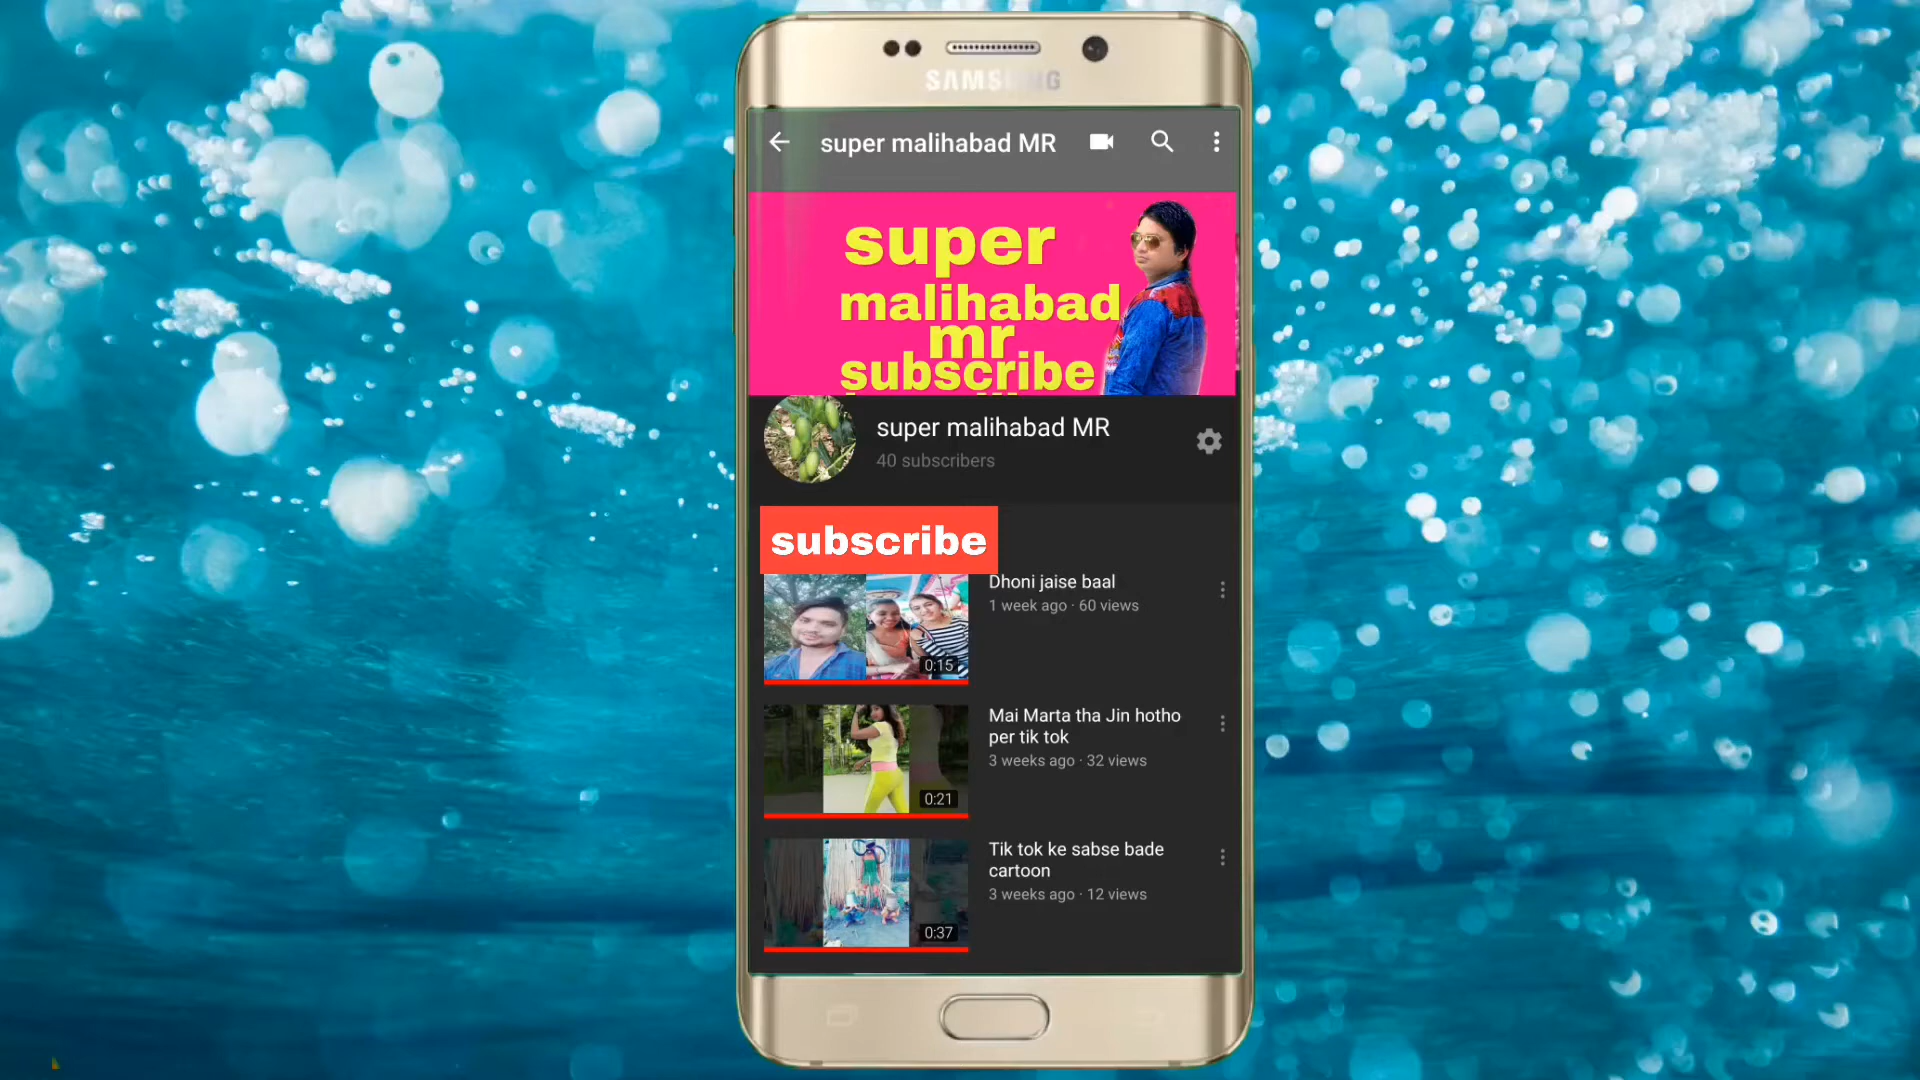 SAMSUNG
super malihabad MR
super
malihabad
mr
subscribe
super malihabad MR
40 subscribers
subscribe
Dhoni jaise baal
1 week ago · 60 views
0:15
Mai Marta tha Jin hotho
per tik tok
3 weeks ago · 32 views
0:21
Tik tok ke sabse bade
cartoon
3 weeks ago · 12 views
0:37